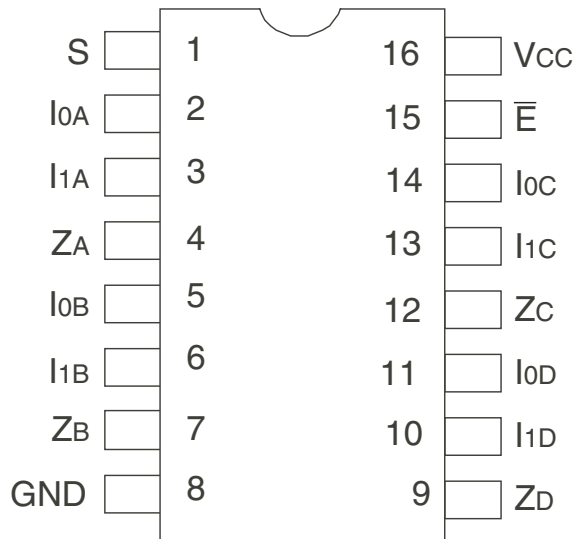 S 1 16 VCC
I0A 2 15 E̅
I1A 3 14 I0C
ZA 4 13 I1C
I0B 5 12 ZC
I1B 6 11 I0D
ZB 7 10 I1D
GND 8 9 ZD